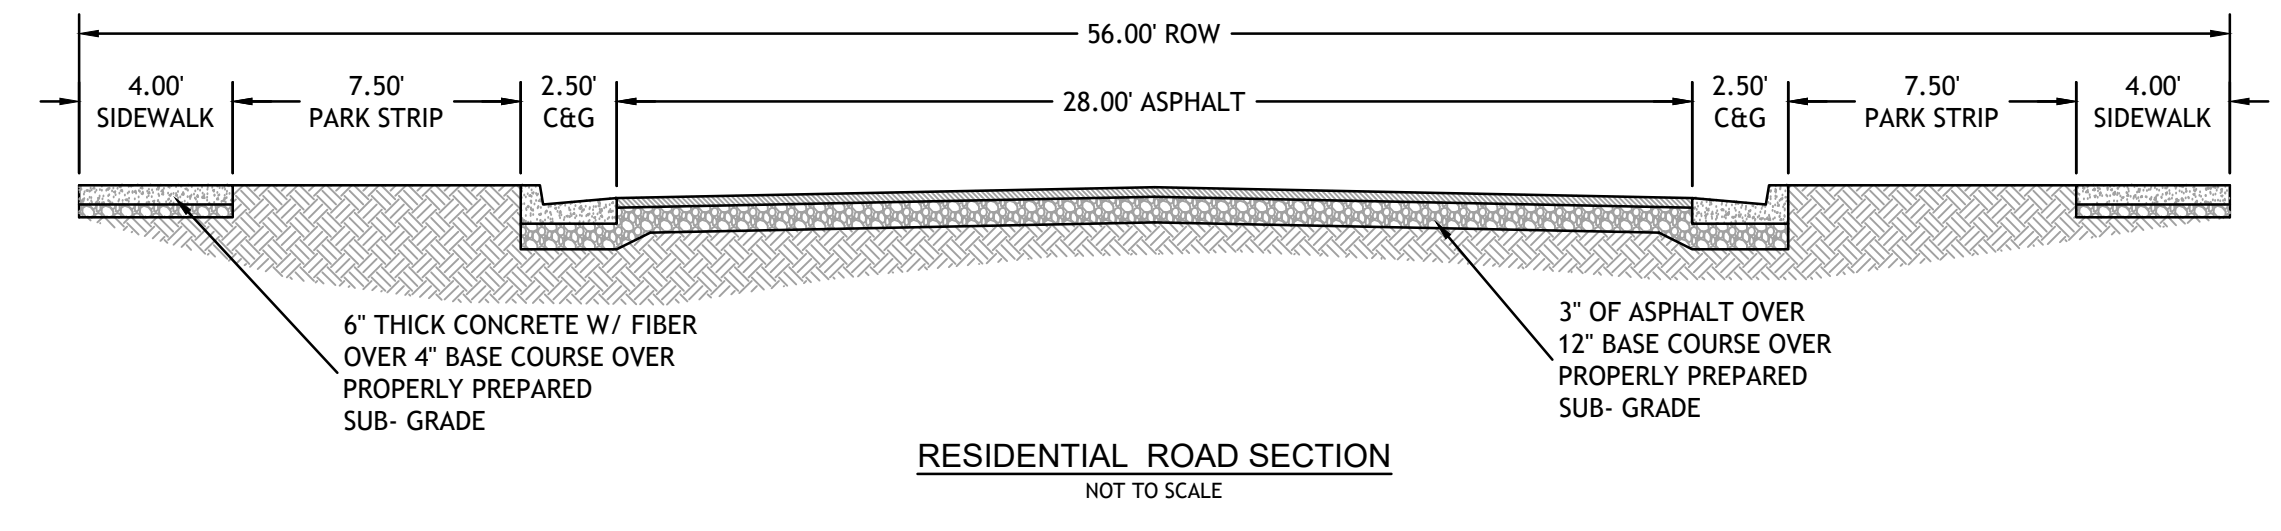 56.00' ROW
4.00'
SIDEWALK
7.50'
PARK STRIP
2.50'
C&G
28.00' ASPHALT
2.50'
C&G
7.50'
PARK STRIP
4.00'
SIDEWALK
6" THICK CONCRETE W/ FIBER
OVER 4" BASE COURSE OVER
PROPERLY PREPARED
SUB- GRADE
3" OF ASPHALT OVER
12" BASE COURSE OVER
PROPERLY PREPARED
SUB- GRADE
RESIDENTIAL ROAD SECTION
NOT TO SCALE